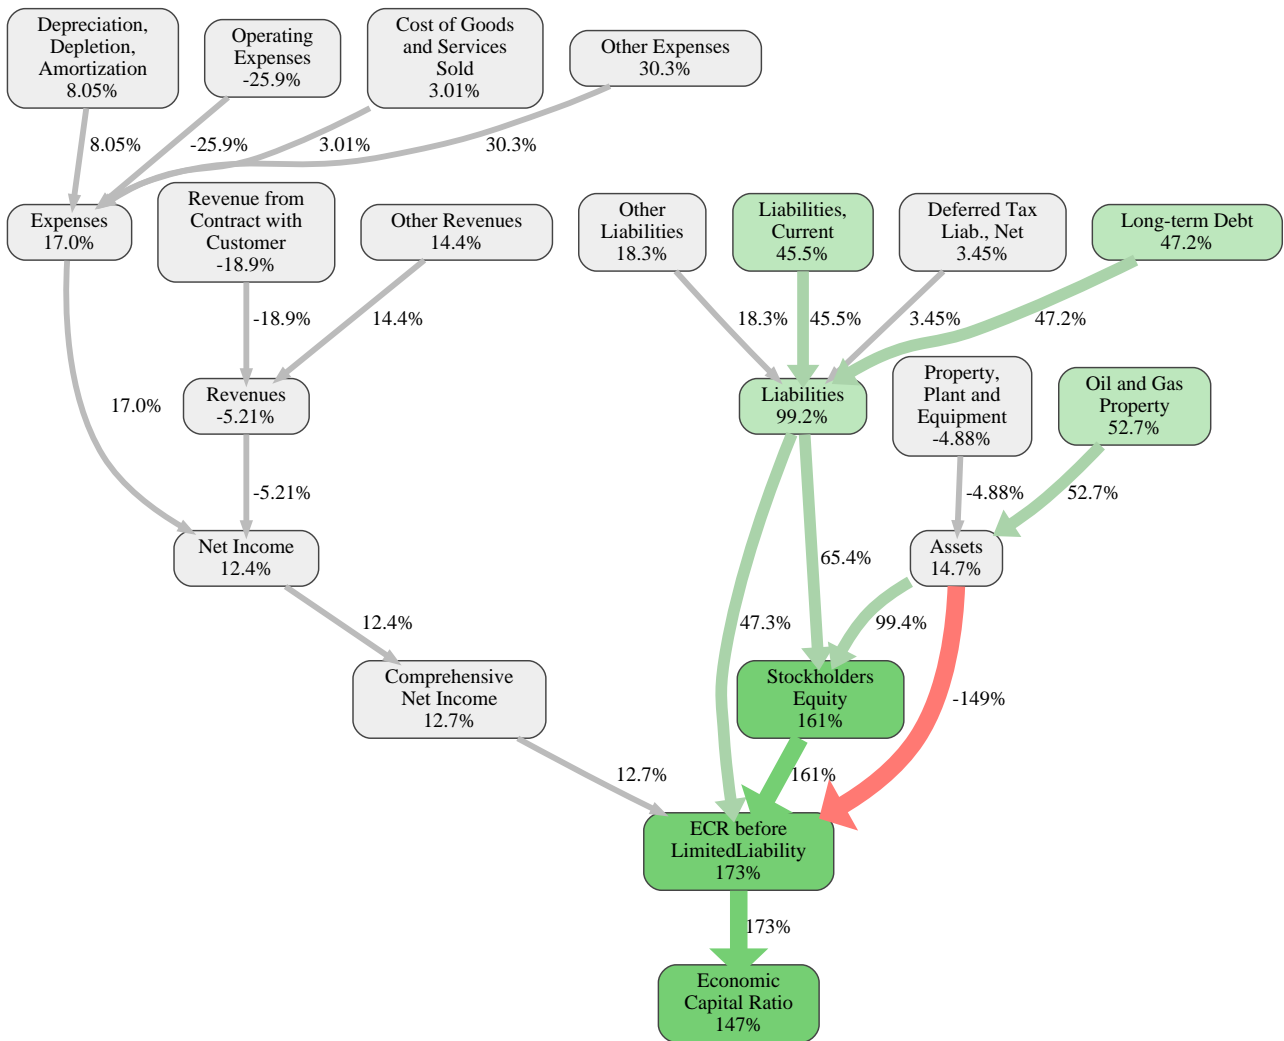 Depreciation,
Depletion,
Amortization
8.05%
Operating
Expenses
-25.9%
Cost of Goods
and Services
Sold
3.01%
Other Expenses
30.3%
8.05%
-25.9%
3.01%
30.3%
Expenses
17.0%
Revenue from
Contract with
Customer
-18.9%
Other Revenues
14.4%
Other
Liabilities
18.3%
Liabilities,
Current
45.5%
Deferred Tax
Liab., Net
3.45%
Long-term Debt
47.2%
-18.9%
14.4%
18.3%
45.5%
3.45%
47.2%
17.0%
Revenues
-5.21%
Liabilities
99.2%
Property,
Plant and
Equipment
-4.88%
Oil and Gas
Property
52.7%
-5.21%
-4.88%
52.7%
Net Income
12.4%
65.4%
Assets
14.7%
12.4%
47.3%
99.4%
Comprehensive
Net Income
12.7%
Stockholders
Equity
161%
-149%
12.7%
161%
ECR before
LimitedLiability
173%
173%
Economic
Capital Ratio
147%